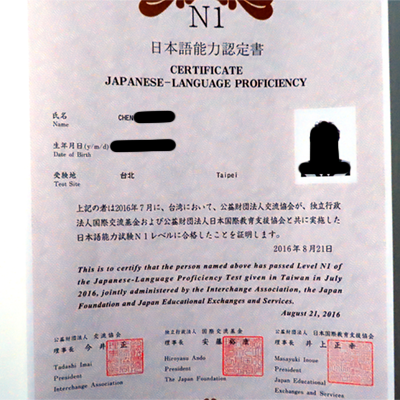 N1
日本語能力認定書
CERTIFICATE
JAPANESE-LANGUAGE PROFICIENCY
氏名
Name
CHEN
生年月日(y/m/d)
Date of Birth
受験地 台北 Taipei
Test Site
上記の者は2016年7月に、台湾において、公益財団法人交流協会が、独立行政
法人国際交流基金および公益財団法人日本国際教育支援協会と共に実施した
日本語能力試験N1レベルに合格したことを証明します。
2016年8月21日
This is to certify that the person named above has passed Level N1 of
the Japanese-Language Proficiency Test given in Taiwan in July
2016, jointly administered by the Interchange Association, the Japan
Foundation and Japan Educational Exchanges and Services.
August 21, 2016
公益財団法人 交流協会
理事長 今井 正
Tadashi Imai
President
Interchange Association
独立行政法人 国際交流基金
理事長 安藤裕康
Hiroyasu Ando
President
The Japan Foundation
公益財団法人 日本国際教育支援協会
理事長 井上正幸
Masayuki Inoue
President
Japan Educational
Exchanges and Services